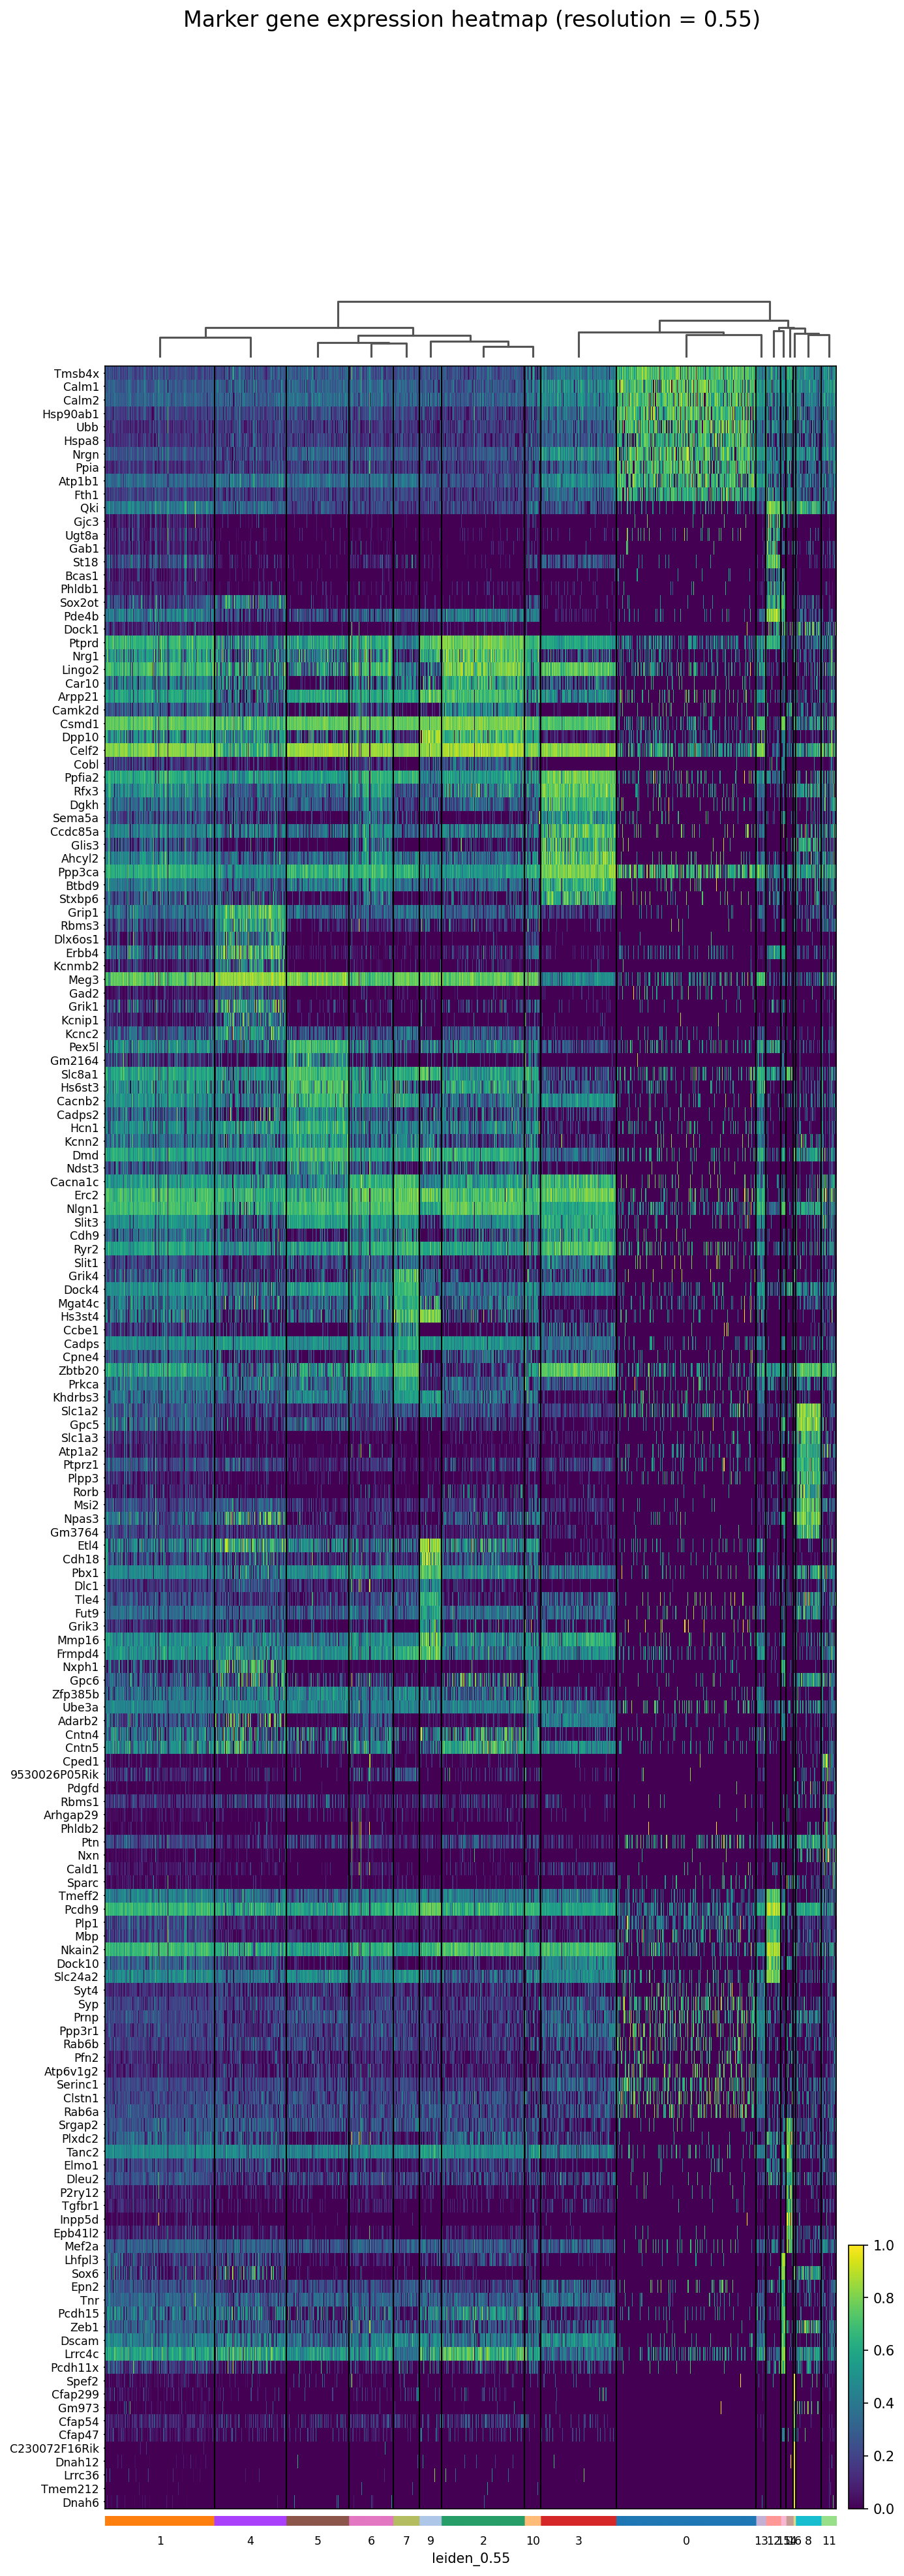 Marker gene expression heatmap (resolution = 0.55)
Tmsb4x
Calm1
Calm2
Hsp90ab1
Ubb
Hspa8
Nrgn
Ppia
Atp1b1
Fth1
Qki
Gjc3
Ugt8a
Gab1
St18
Bcas1
Phldb1
Sox2ot
Pde4b
Dock1
Ptprd
Nrg1
Lingo2
Car10
Arpp21
Camk2d
Csmd1
Dpp10
Celf2
Cobl
Ppfia2
Rfx3
Dgkh
Sema5a
Ccdc85a
Glis3
Ahcyl2
Ppp3ca
Btbd9
Stxbp6
Grip1
Rbms3
Dlx6os1
Erbb4
Kcnmb2
Meg3
Gad2
Grik1
Kcnip1
Kcnc2
Pex5l
Gm2164
Slc8a1
Hs6st3
Cacnb2
Cadps2
Hcn1
Kcnn2
Dmd
Ndst3
Cacna1c
Erc2
Nlgn1
Slit3
Cdh9
Ryr2
Slit1
Grik4
Dock4
Mgat4c
Hs3st4
Ccbe1
Cadps
Cpne4
Zbtb20
Prkca
Khdrbs3
Slc1a2
Gpc5
Slc1a3
Atp1a2
Ptprz1
Plpp3
Rorb
Msi2
Npas3
Gm3764
Etl4
Cdh18
Pbx1
Dlc1
Tle4
Fut9
Grik3
Mmp16
Frmpd4
Nxph1
Gpc6
Zfp385b
Ube3a
Adarb2
Cntn4
Cntn5
Cped1
9530026P05Rik
Pdgfd
Rbms1
Arhgap29
Phldb2
Ptn
Nxn
Cald1
Sparc
Tmeff2
Pcdh9
Plp1
Mbp
Nkain2
Dock10
Slc24a2
Syt4
Syp
Prnp
Ppp3r1
Rab6b
Pfn2
Atp6v1g2
Serinc1
Clstn1
Rab6a
Srgap2
Plxdc2
Tanc2
Elmo1
Dleu2
P2ry12
Tgfbr1
Inpp5d
Epb41l2
Mef2a
Lhfpl3
Sox6
Epn2
Tnr
Pcdh15
Zeb1
Dscam
Lrrc4c
Pcdh11x
Spef2
Cfap299
Gm973
Cfap54
Cfap47
C230072F16Rik
Dnah12
Lrrc36
Tmem212
Dnah6
1.0
0.8
0.6
0.4
0.2
0.0
1 4 5 6 7 9 2 10 3 0 13 12 8 11
leiden_0.55